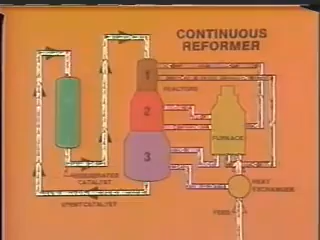 CONTINUOUS
REFORMER
1
REACTORS
2
FURNACE
3
REGENERATED
CATALYST
HEAT
EXCHANGER
SPENT CATALYST
FEED